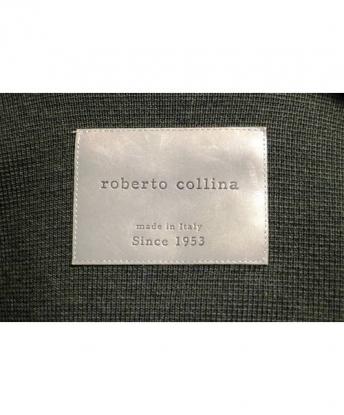 roberto collina
made in Italy
Since 1953